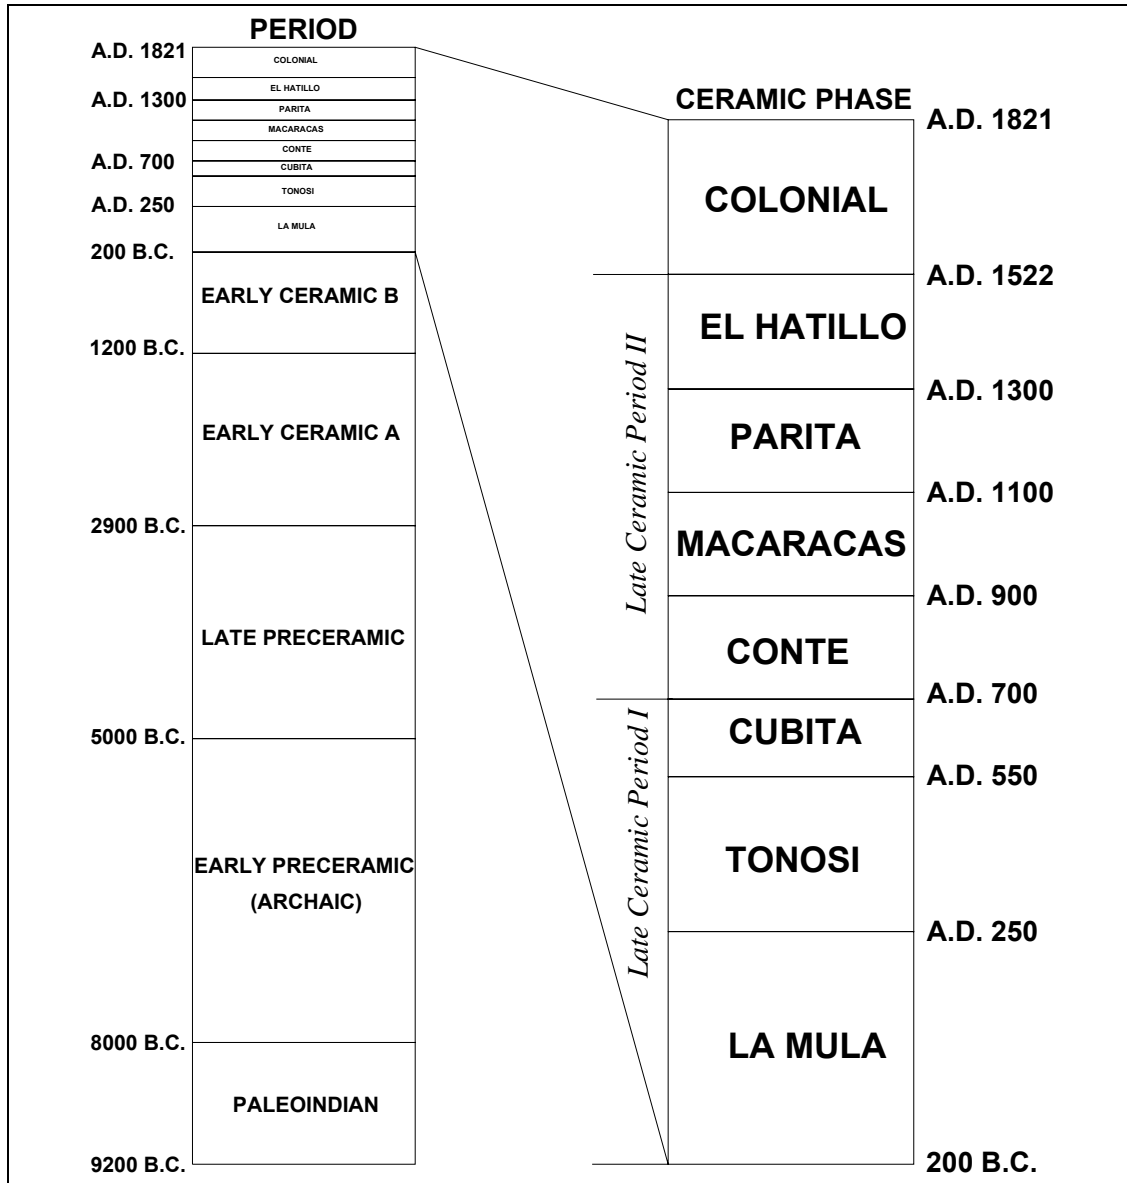 PERIOD
A.D. 1821
COLONIAL
EL HATILLO
A.D. 1300
PARITA
MACARACAS
CONTE
A.D. 700
CUBITA
TONOSI
A.D. 250
LA MULA
200 B.C.
EARLY CERAMIC B
1200 B.C.
EARLY CERAMIC A
2900 B.C.
LATE PRECERAMIC
5000 B.C.
EARLY PRECERAMIC
(ARCHAIC)
8000 B.C.
PALEOINDIAN
9200 B.C.
CERAMIC PHASE
A.D. 1821
COLONIAL
A.D. 1522
Late Ceramic Period II
EL HATILLO
A.D. 1300
PARITA
A.D. 1100
MACARACAS
A.D. 900
CONTE
A.D. 700
Late Ceramic Period I
CUBITA
A.D. 550
TONOSI
A.D. 250
LA MULA
200 B.C.